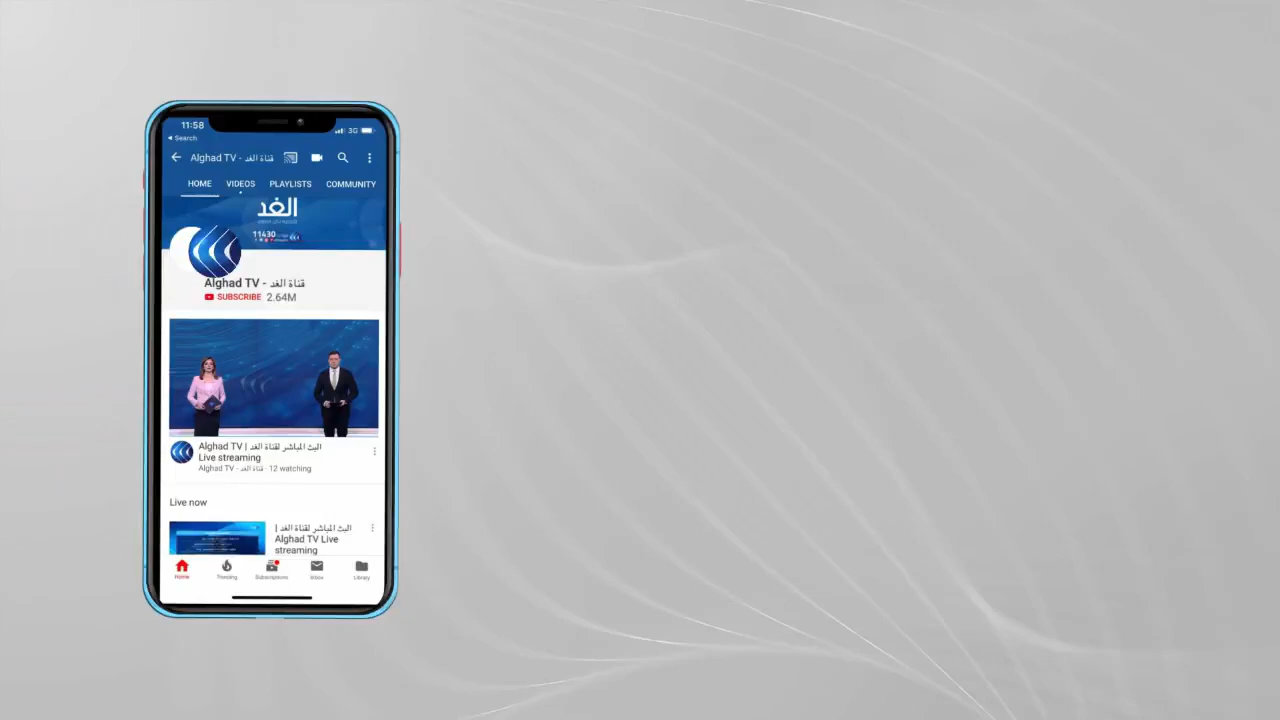 11:58
3G
Search
Alghad TV - قناة الغد
HOME VIDEOS PLAYLISTS COMMUNITY
الغد
11430
Alghad TV - قناة الغد
SUBSCRIBE 2.64M
Alghad TV | البث المباشر لقناة الغد
Live streaming
Alghad TV - قناة الغد · 12 watching
Live now
البث المباشر لقناة الغد |
Alghad TV Live
streaming
Home Trending Subscriptions Inbox Library